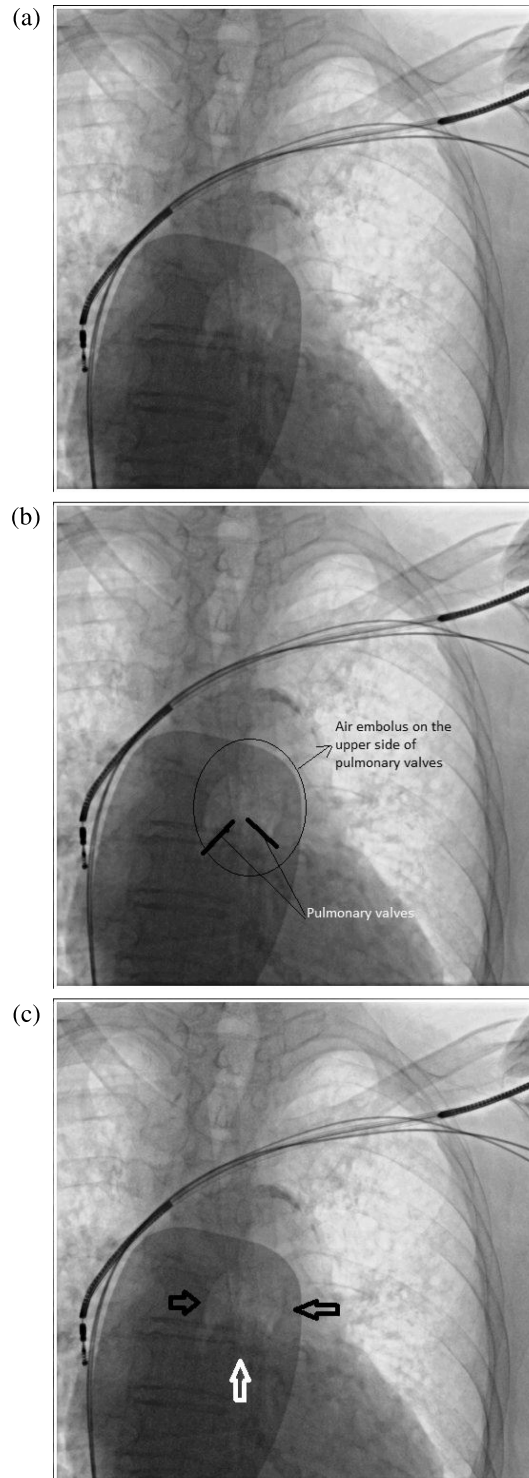 (a)
(b)
Air embolus on the
upper side of
pulmonary valves
Pulmonary valves
(c)